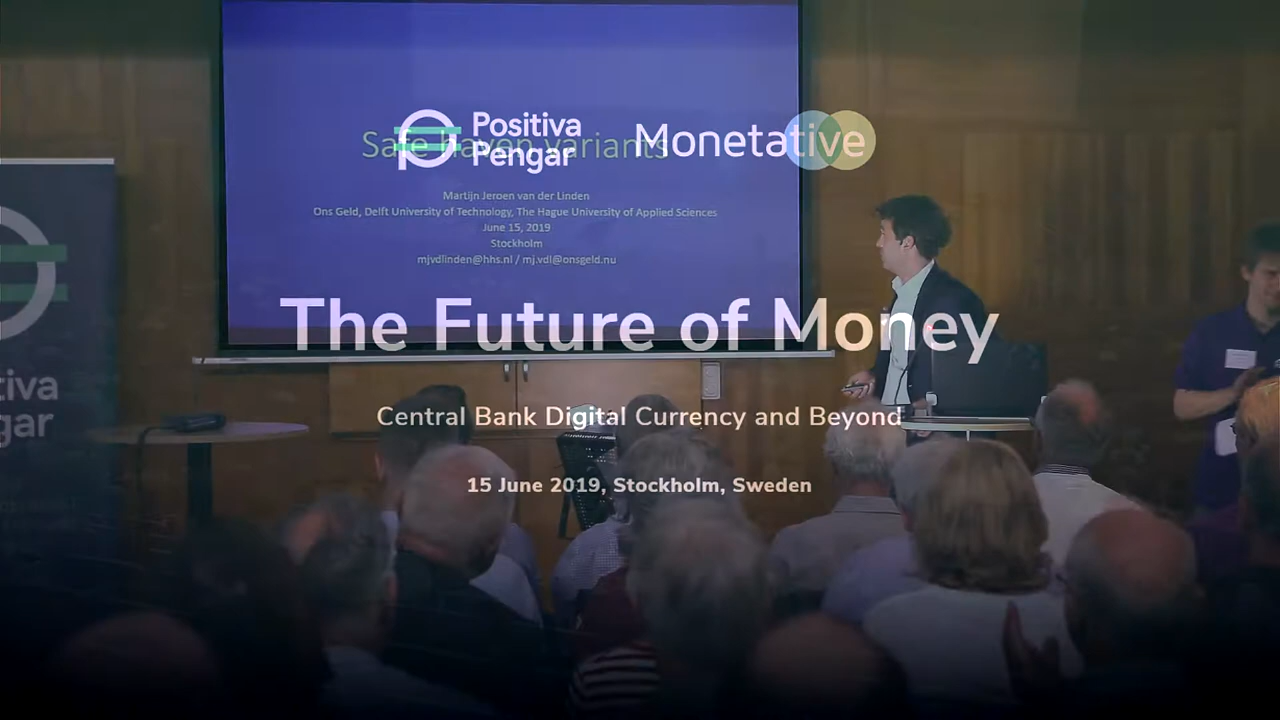 Positiva
Pengar
Monetative
Safe haven variants
Martijn Jeroen van der Linden
Ons Geld, Delft University of Technology, The Hague University of Applied Sciences
June 15, 2019
Stockholm
mjvdlinden@hhs.nl / mj.vdl@onsgeld.nu
The Future of Money
tiva
gar
Central Bank Digital Currency and Beyond
15 June 2019, Stockholm, Sweden